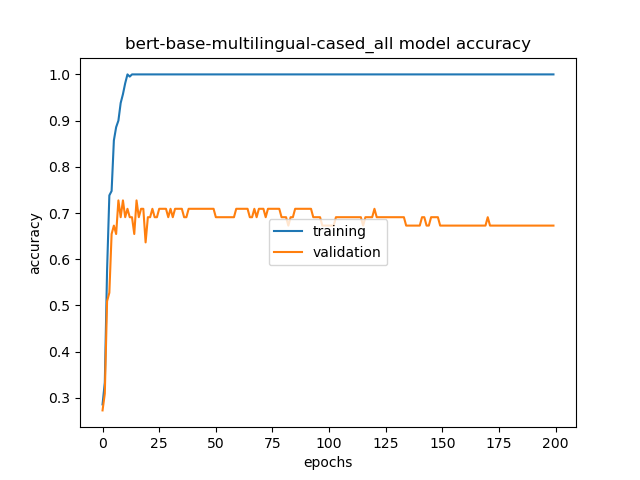 bert-base-multilingual-cased_all model accuracy
1.0
0.9
0.8
0.7
0.6
0.5
0.4
0.3
accuracy
training
validation
0 25 50 75 100 125 150 175 200
epochs